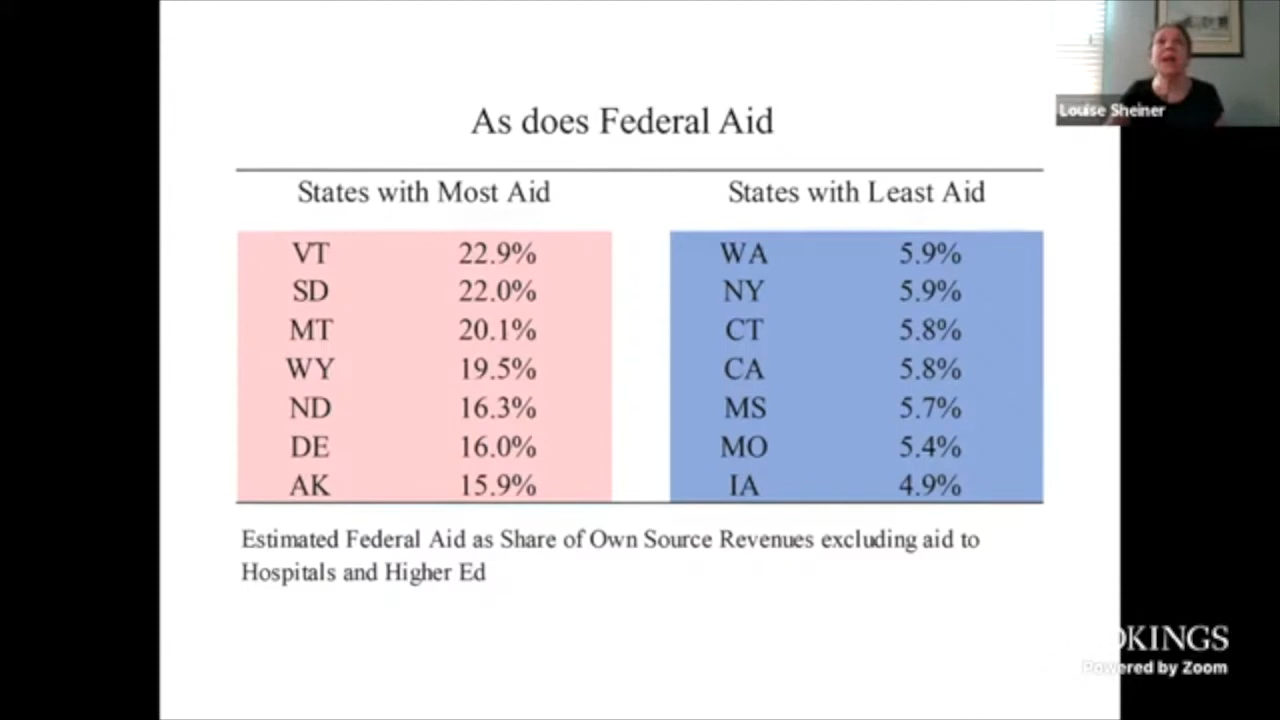 Louise Sheiner
As does Federal Aid
States with Most Aid States with Least Aid
VT 22.9% WA 5.9%
SD 22.0% NY 5.9%
MT 20.1% CT 5.8%
WY 19.5% CA 5.8%
ND 16.3% MS 5.7%
DE 16.0% MO 5.4%
AK 15.9% IA 4.9%
Estimated Federal Aid as Share of Own Source Revenues excluding aid to
Hospitals and Higher Ed
OKINGS
Powered by Zoom